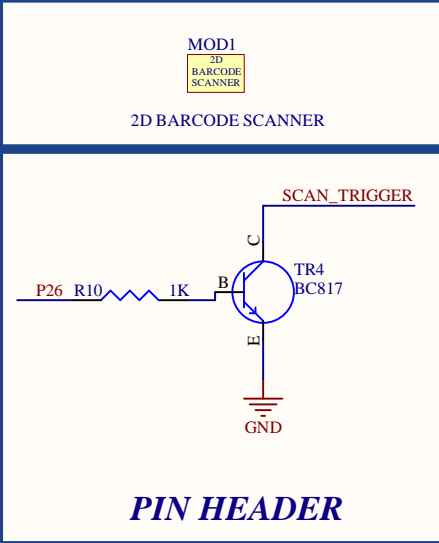 MOD1
2D
BARCODE
SCANNER
2D BARCODE SCANNER
SCAN_TRIGGER
C
TR4
B
BC817
P26 R10 1K
E
GND
PIN HEADER